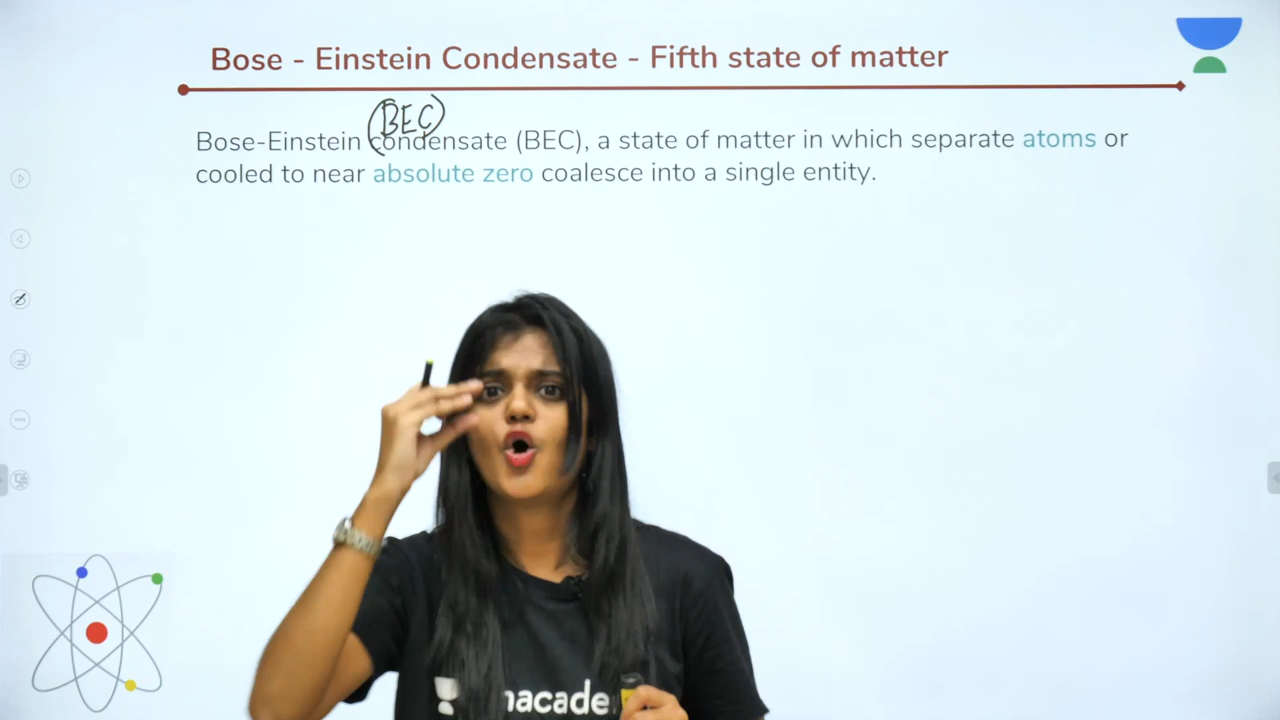 Bose - Einstein Condensate - Fifth state of matter
(BEC)
Bose-Einstein condensate (BEC), a state of matter in which separate atoms or
cooled to near absolute zero coalesce into a single entity.
nacade